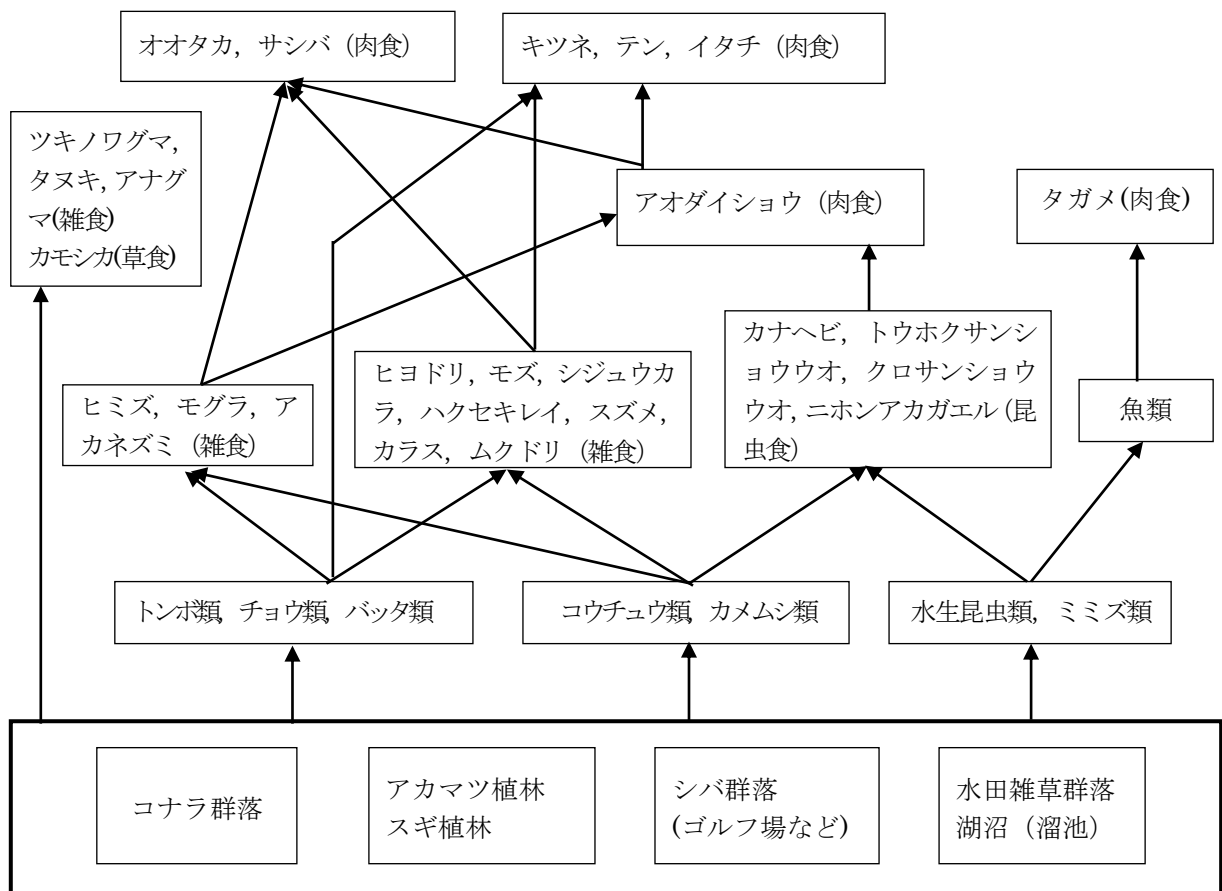 オオタカ，サシバ（肉食）
キツネ，テン，イタチ（肉食）
ツキノワグマ，
タヌキ，アナグ
マ(雑食)
カモシカ(草食)
アオダイショウ（肉食）
タガメ(肉食)
ヒミズ，モグラ，ア
カネズミ（雑食）
ヒヨドリ，モズ，シジュウカ
ラ，ハクセキレイ，スズメ，
カラス，ムクドリ（雑食）
カナヘビ，トウホクサンシ
ョウウオ，クロサンショウ
ウオ，ニホンアカガエル（昆
虫食）
魚類
トンボ類，チョウ類，バッタ類
コウチュウ類，カメムシ類
水生昆虫類，ミミズ類
コナラ群落
アカマツ植林
スギ植林
シバ群落
(ゴルフ場など)
水田雑草群落
湖沼（溜池）